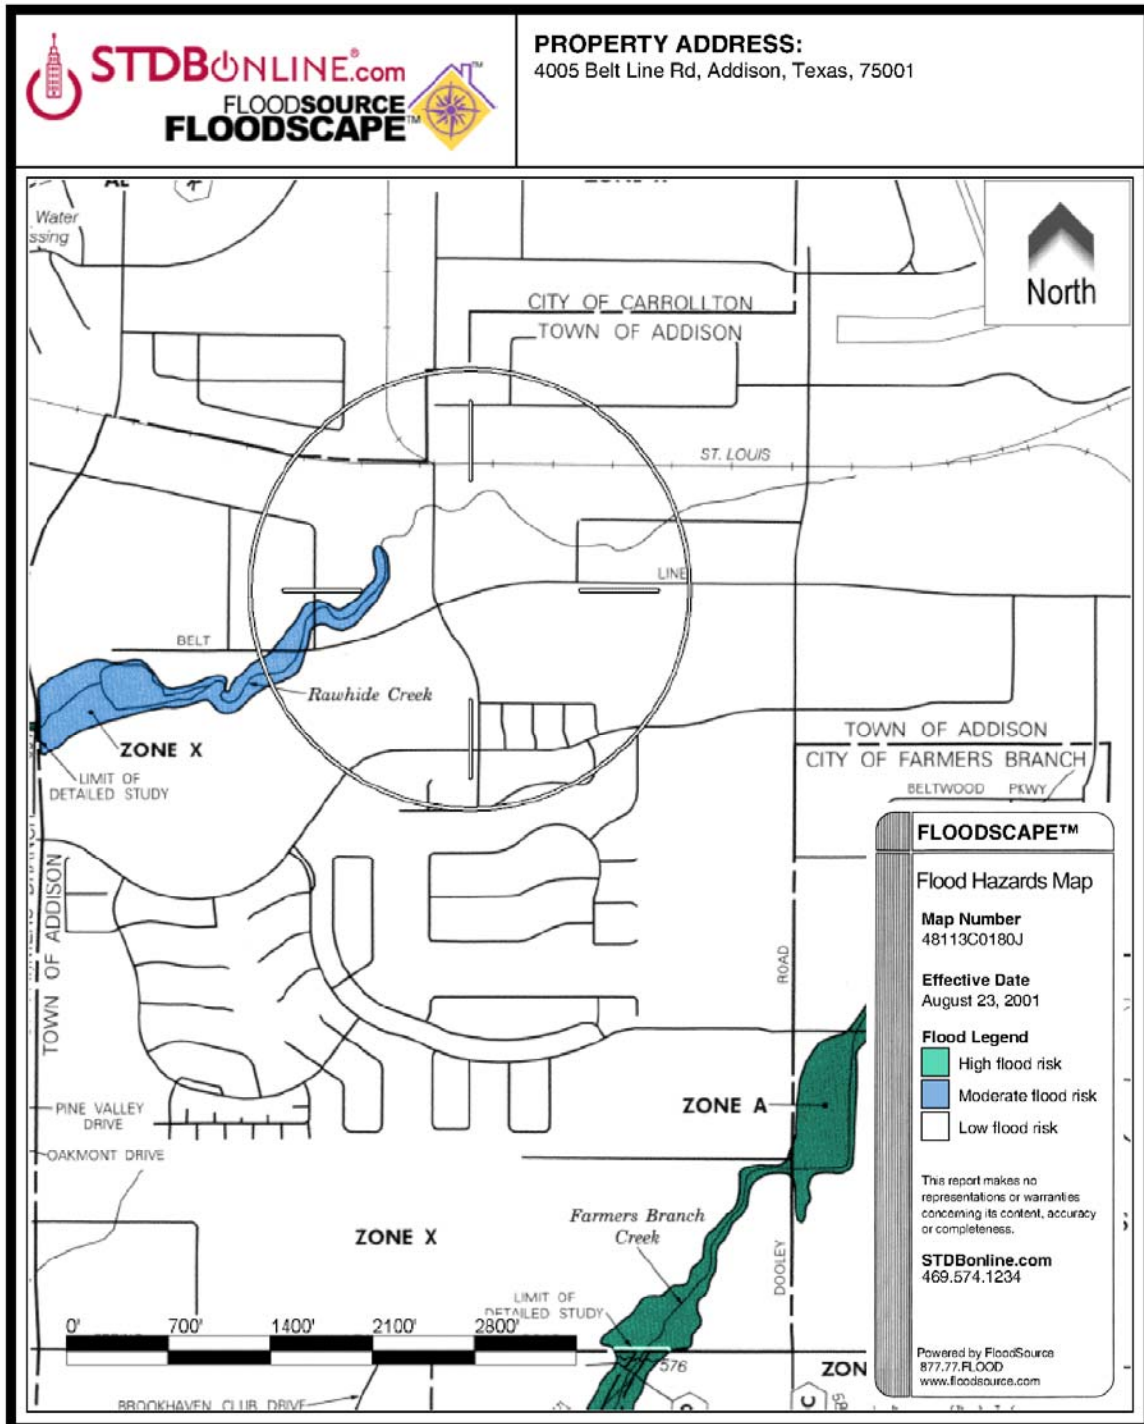 STDBONLINE®.com
FLOODSOURCE
FLOODSCAPE™
PROPERTY ADDRESS:
4005 Belt Line Rd, Addison, Texas, 75001
Water
North
CITY OF CARROLLTON
TOWN OF ADDISON
ST. LOUIS
LINE
BELT
Rawhide Creek
ZONE X
LIMIT OF
DETAILED STUDY
TOWN OF ADDISON
CITY OF FARMERS BRANCH
BELTWOOD PKWY
TOWN OF ADDISON
ROAD
PINE VALLEY
DRIVE
OAKMONT DRIVE
ZONE A
ZONE X
Farmers Branch
Creek
DOOLEY
LIMIT OF
DETAILED STUDY
0' 700' 1400' 2100' 2800'
576
ZON
BROOKHAVEN CLUB DRIVE
C
FLOODSCAPE™
Flood Hazards Map
Map Number
48113C0180J
Effective Date
August 23, 2001
Flood Legend
High flood risk
Moderate flood risk
Low flood risk
This report makes no
representations or warranties
concerning its content, accuracy
or completeness.
STDBonline.com
469.574.1234
Powered by FloodSource
877.77.FLOOD
www.floodsource.com